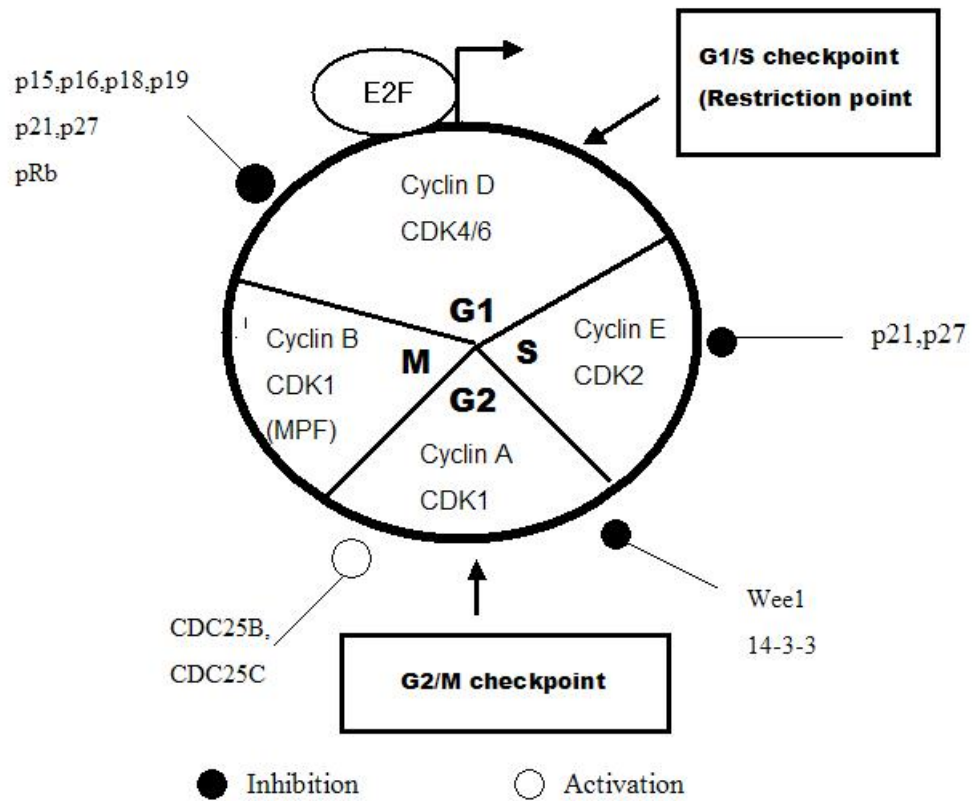 p15,p16,p18,p19
p21,p27
pRb
E2F
G1/S checkpoint
(Restriction point
Cyclin D
CDK4/6
G1
Cyclin B
CDK1
(MPF)
M
S
Cyclin E
CDK2
p21,p27
G2
Cyclin A
CDK1
CDC25B,
CDC25C
G2/M checkpoint
Wee1
14-3-3
Inhibition
Activation